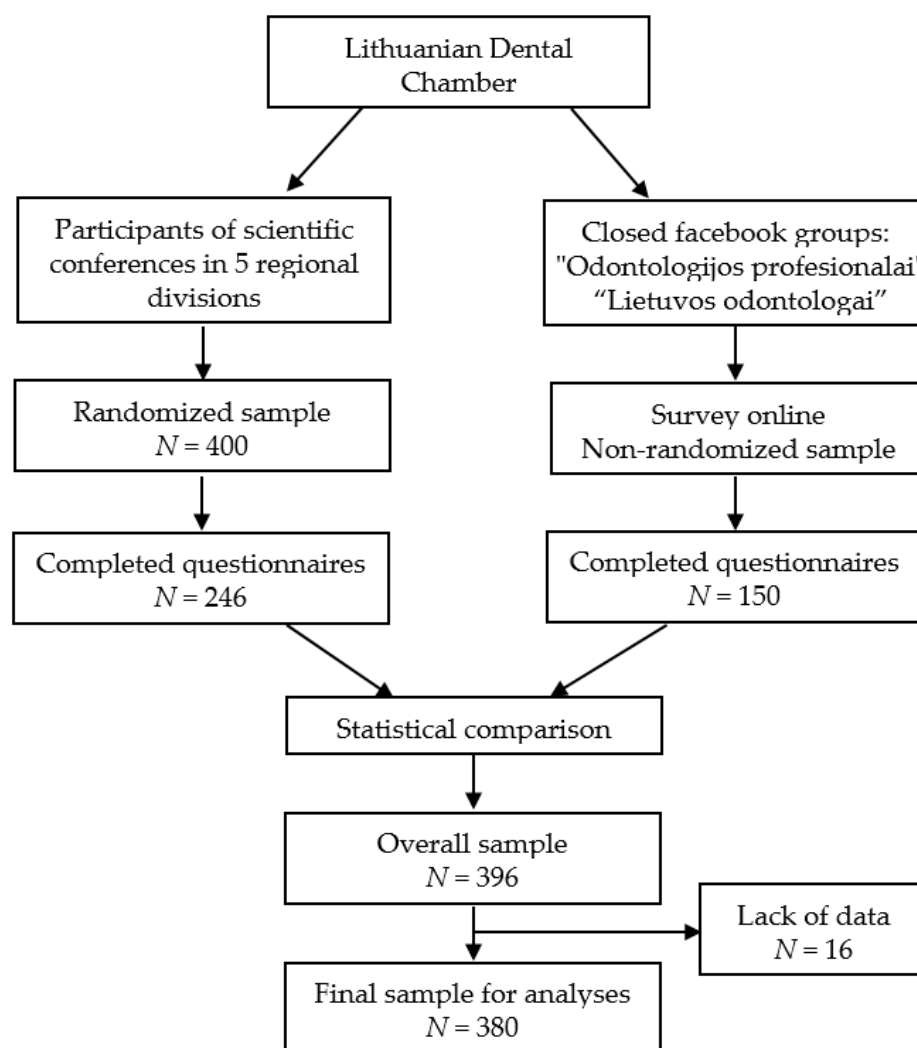 Lithuanian Dental
Chamber
Participants of scientific
conferences in 5 regional
divisions
Closed facebook groups:
"Odontologijos profesionalai"
“Lietuvos odontologai”
Randomized sample
N = 400
Survey online
Non-randomized sample
Completed questionnaires
N = 246
Completed questionnaires
N = 150
Statistical comparison
Overall sample
N = 396
Lack of data
N = 16
Final sample for analyses
N = 380